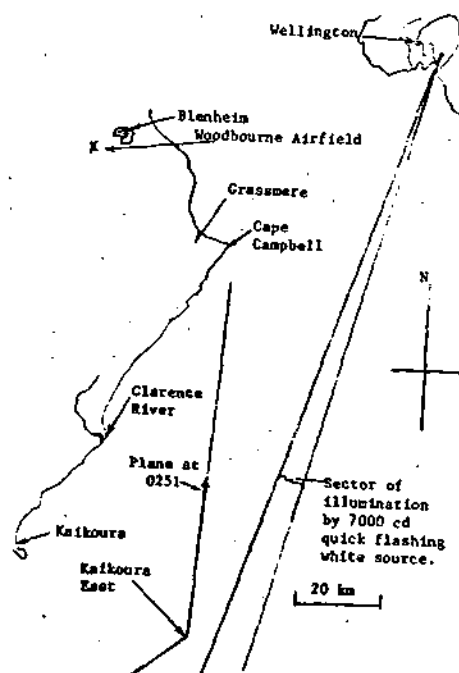 Wellington
Blenheim
Woodbourne Airfield
X
Grassmere
Cape
Campbell
N
Clarence
River
Plane at
0251
Sector of
illumination
by 7000 cd
quick flashing
white source.
Kaikoura
Kaikoura
East
20 km